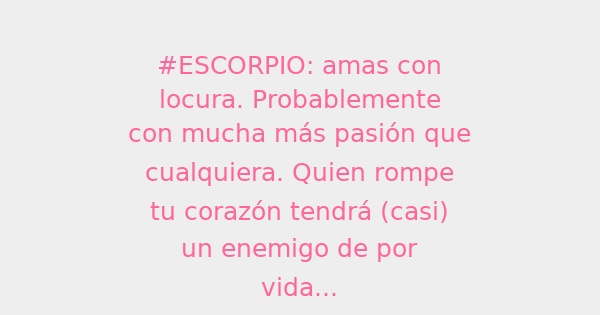 #ESCORPIO: amas con
locura. Probablemente
con mucha más pasión que
cualquiera. Quien rompe
tu corazón tendrá (casi)
un enemigo de por
vida...